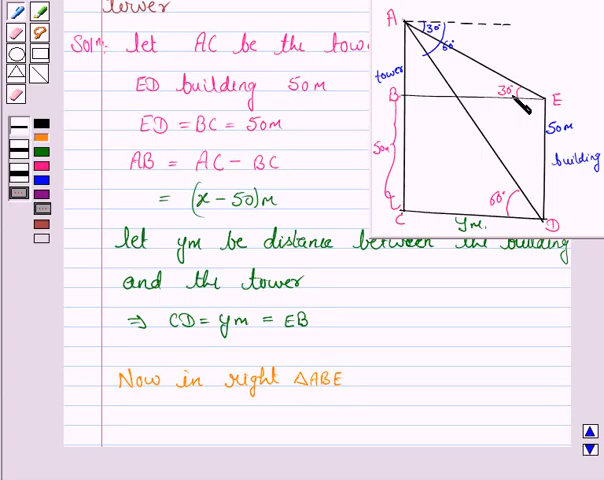 tower
Soln: let AC be the tow
ED building 50m
ED = BC = 50m
AB = AC - BC
= (x - 50)m
let ym be distance between the building
and the tower
⇒ CD = ym = EB
Now in right △ABE
A
30°
60°
tower
B
30°
E
50m
50m
building
60°
C
D
ym.